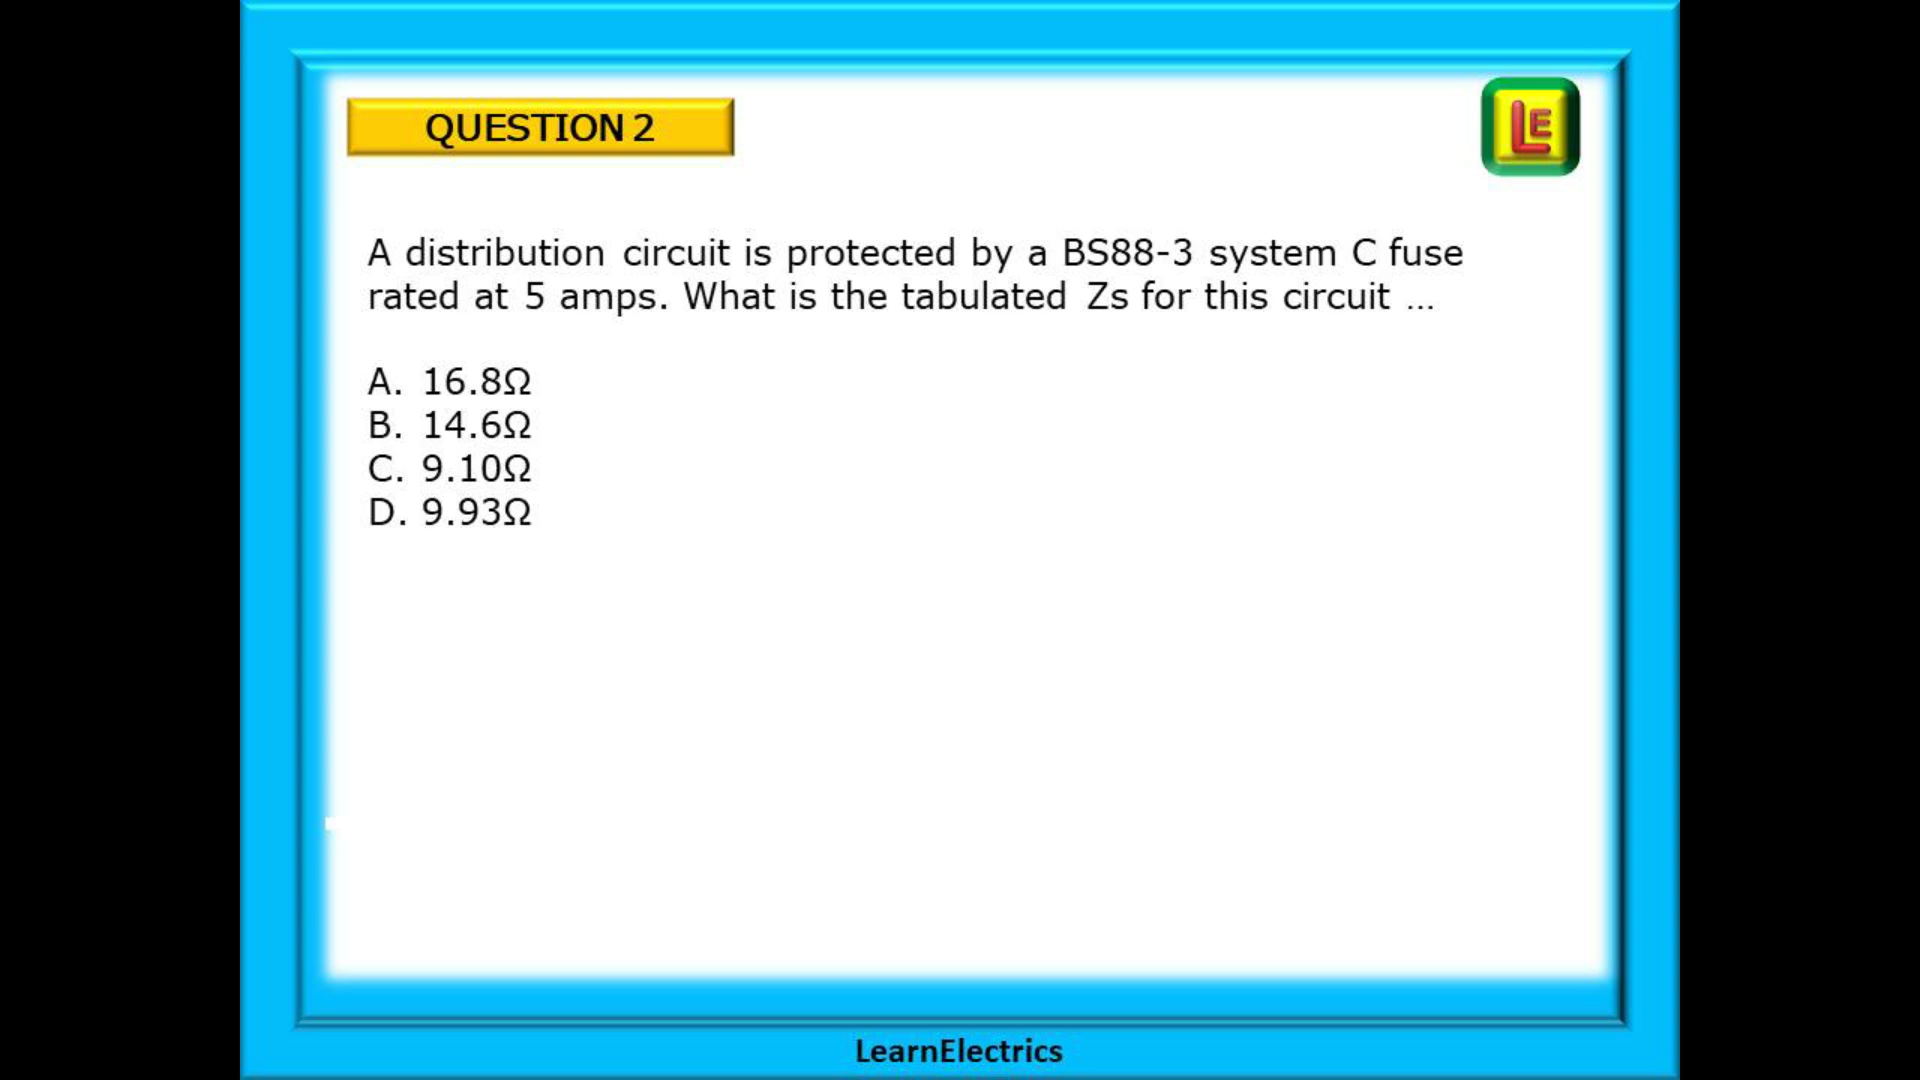 QUESTION 2
LE
A distribution circuit is protected by a BS88-3 system C fuse
rated at 5 amps. What is the tabulated Zs for this circuit ...
A. 16.8Ω
B. 14.6Ω
C. 9.10Ω
D. 9.93Ω
LearnElectrics